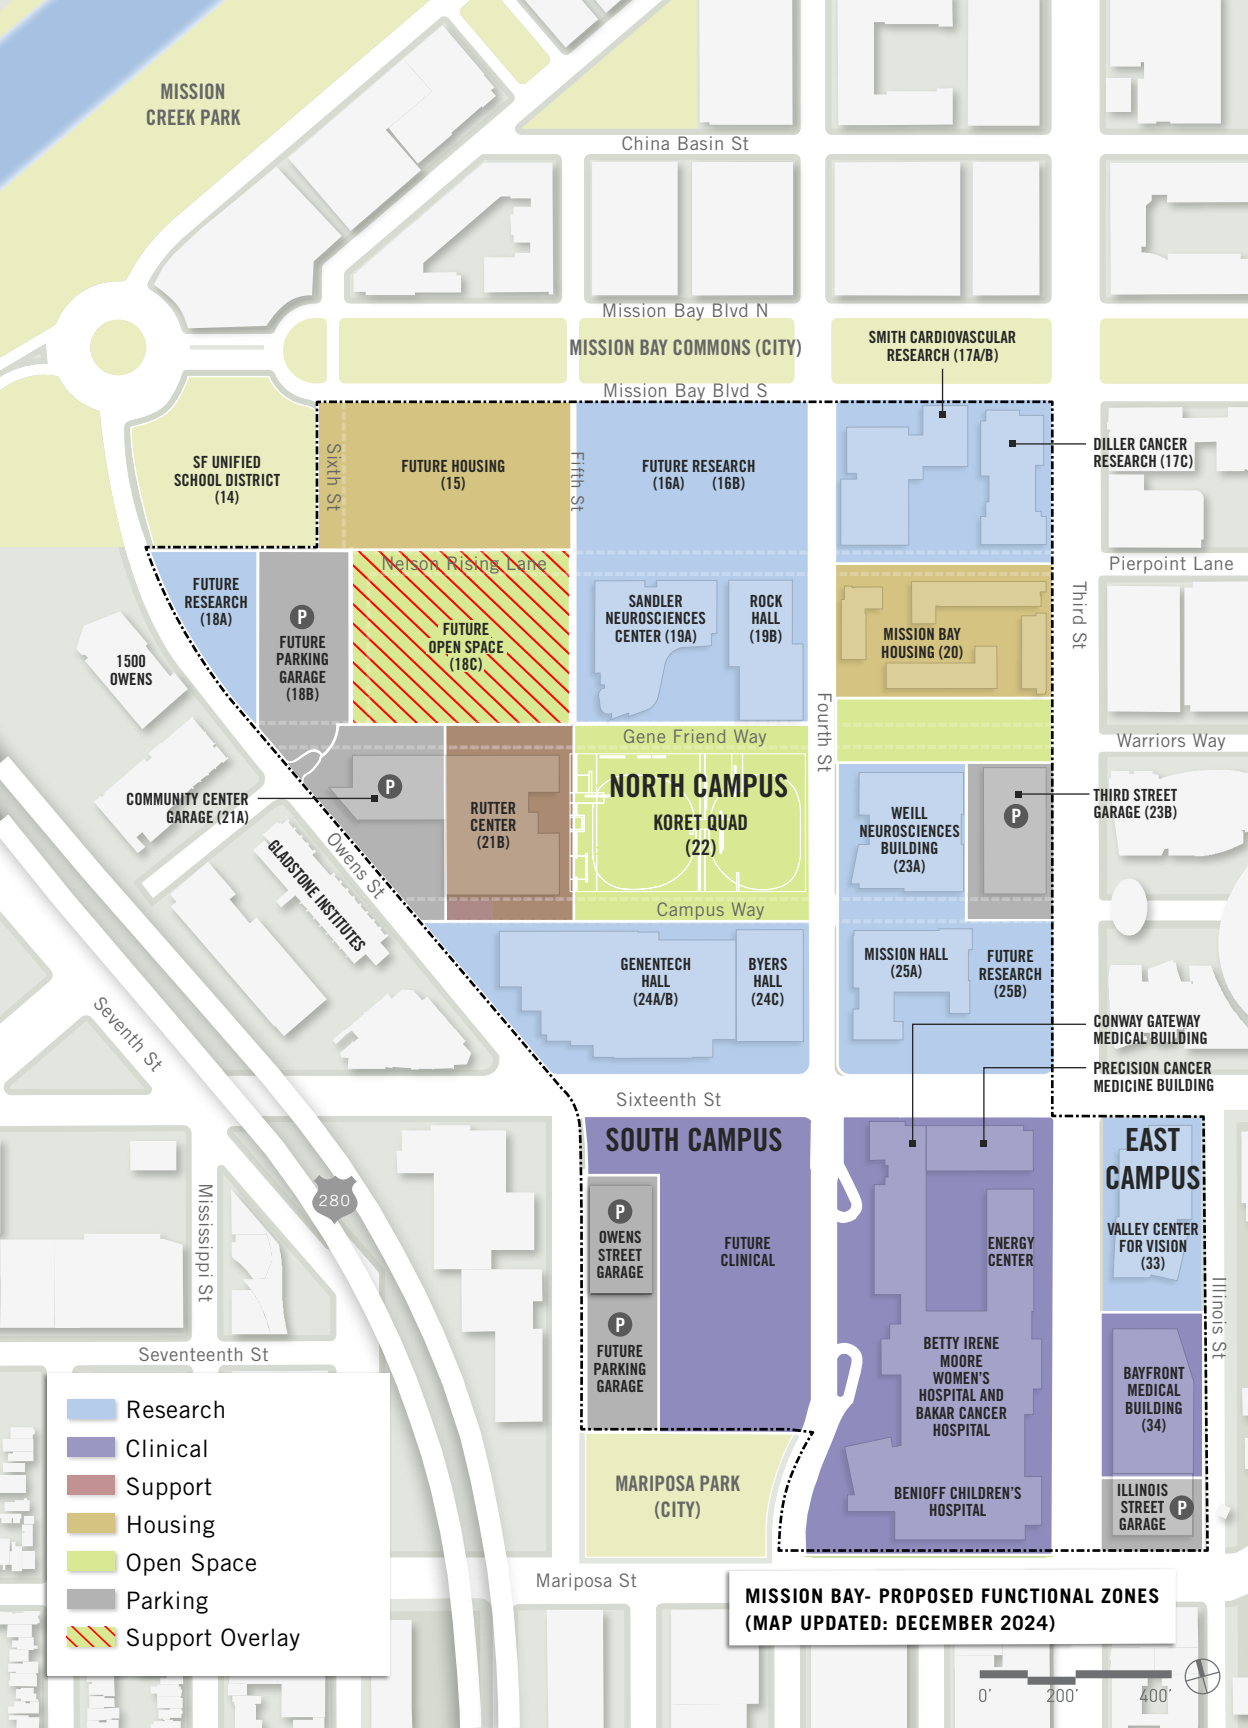 MISSION
CREEK PARK
China Basin St
Mission Bay Blvd N
MISSION BAY COMMONS (CITY)
SMITH CARDIOVASCULAR
RESEARCH (17A/B)
Mission Bay Blvd S
SF UNIFIED
SCHOOL DISTRICT
(14)
Sixth St
FUTURE HOUSING
(15)
Fifth St
FUTURE RESEARCH
(16A) (16B)
DILLER CANCER
RESEARCH (17C)
Nelson Rising Lane
Pierpoint Lane
FUTURE
RESEARCH
(18A)
P
FUTURE
PARKING
GARAGE
(18B)
FUTURE
OPEN SPACE
(18C)
SANDLER
NEUROSCIENCES
CENTER (19A)
ROCK
HALL
(19B)
MISSION BAY
HOUSING (20)
Third St
1500
OWENS
Fourth St
Gene Friend Way
Warriors Way
COMMUNITY CENTER
GARAGE (21A)
P
RUTTER
CENTER
(21B)
NORTH CAMPUS
KORET QUAD
(22)
WEILL
NEUROSCIENCES
BUILDING
(23A)
P
THIRD STREET
GARAGE (23B)
Owens St
GLADSTONE INSTITUTES
Campus Way
GENENTECH
HALL
(24A/B)
BYERS
HALL
(24C)
MISSION HALL
(25A)
FUTURE
RESEARCH
(25B)
CONWAY GATEWAY
MEDICAL BUILDING
PRECISION CANCER
MEDICINE BUILDING
Seventh St
Sixteenth St
SOUTH CAMPUS
EAST
CAMPUS
280
Mississippi St
P
OWENS
STREET
GARAGE
FUTURE
CLINICAL
ENERGY
CENTER
VALLEY CENTER
FOR VISION
(33)
Illinois St
P
FUTURE
PARKING
GARAGE
BETTY IRENE
MOORE
WOMEN'S
HOSPITAL AND
BAKAR CANCER
HOSPITAL
BAYFRONT
MEDICAL
BUILDING
(34)
Seventeenth St
MARIPOSA PARK
(CITY)
BENIOFF CHILDREN'S
HOSPITAL
ILLINOIS
STREET
GARAGE
P
Mariposa St
Research
Clinical
Support
Housing
Open Space
Parking
Support Overlay
MISSION BAY- PROPOSED FUNCTIONAL ZONES
(MAP UPDATED: DECEMBER 2024)
0' 200' 400'